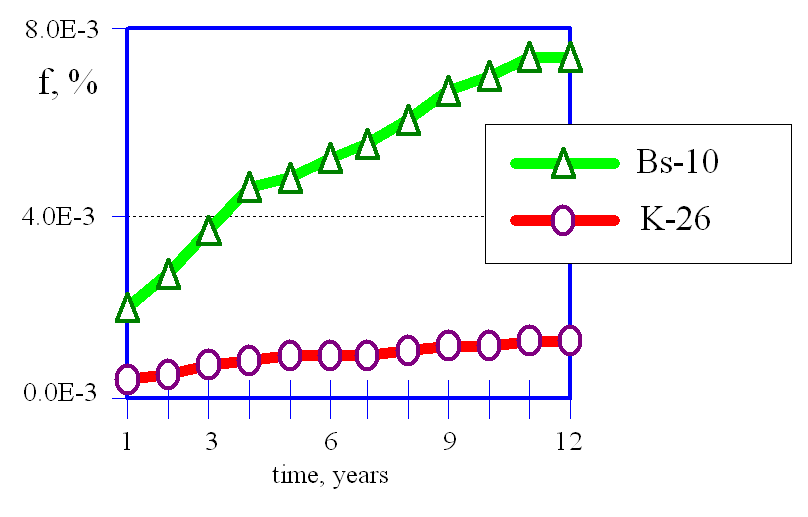 8.0E-3
f, %
Bs-10
4.0E-3
K-26
0.0E-3
1 3 6 9 12
time, years